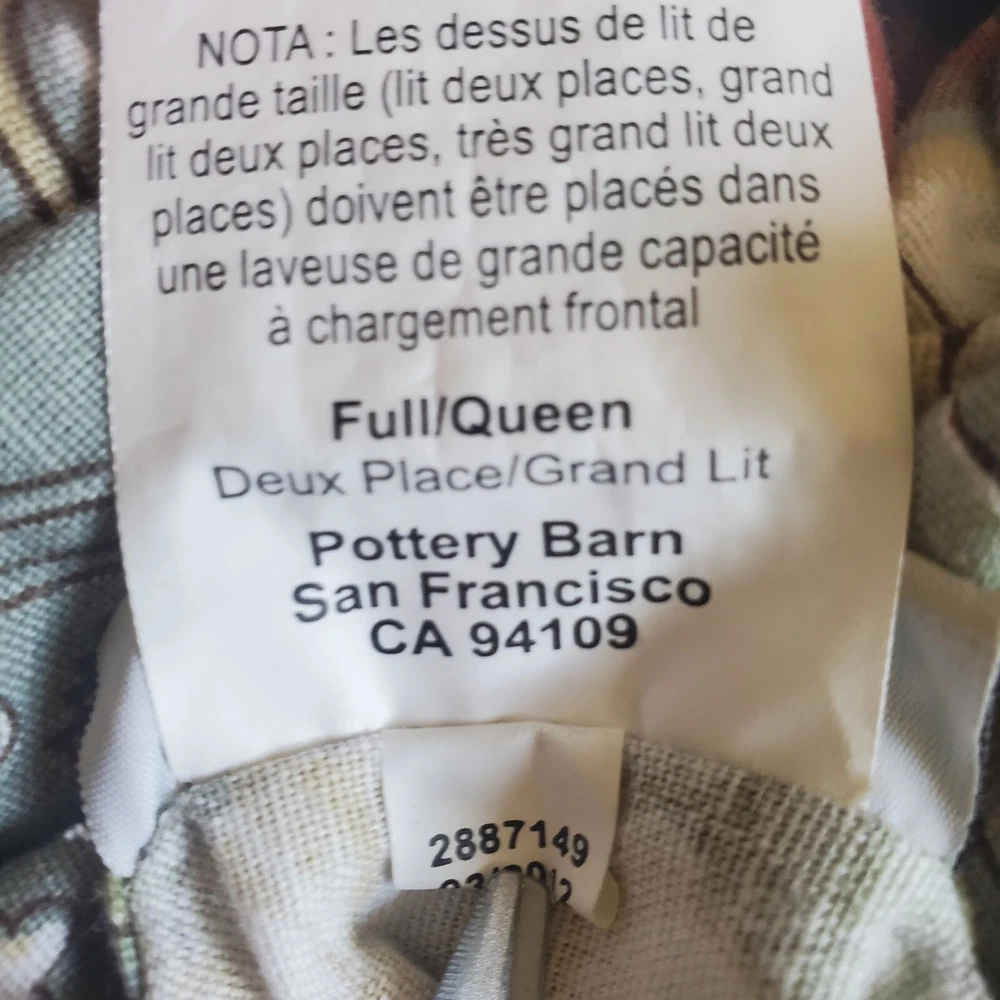 NOTA : Les dessus de lit de
grande taille (lit deux places, grand
lit deux places, très grand lit deux
places) doivent être placés dans
une laveuse de grande capacité
à chargement frontal
Full/Queen
Deux Place/Grand Lit
Pottery Barn
San Francisco
CA 94109
2887149